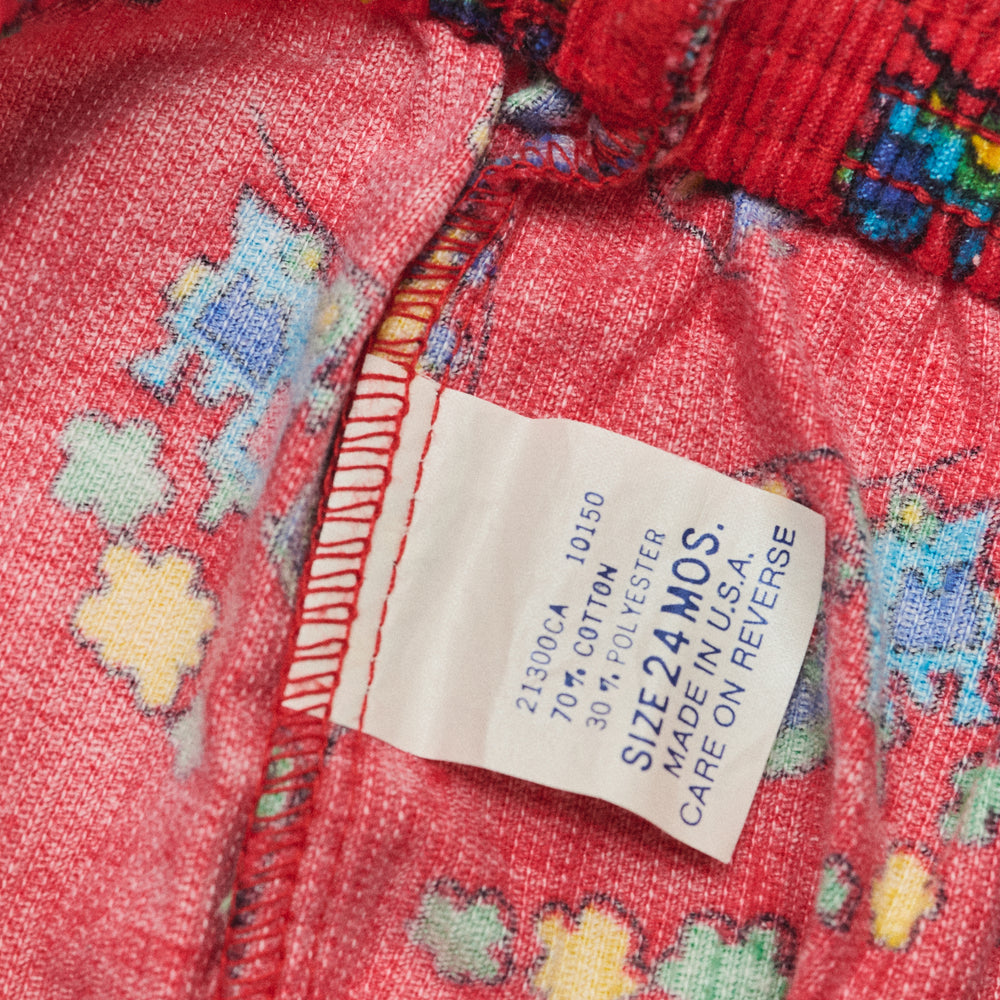 21300CA 10150
70% COTTON
30% POLYESTER
SIZE 24 MOS.
MADE IN U.S.A.
CARE ON REVERSE